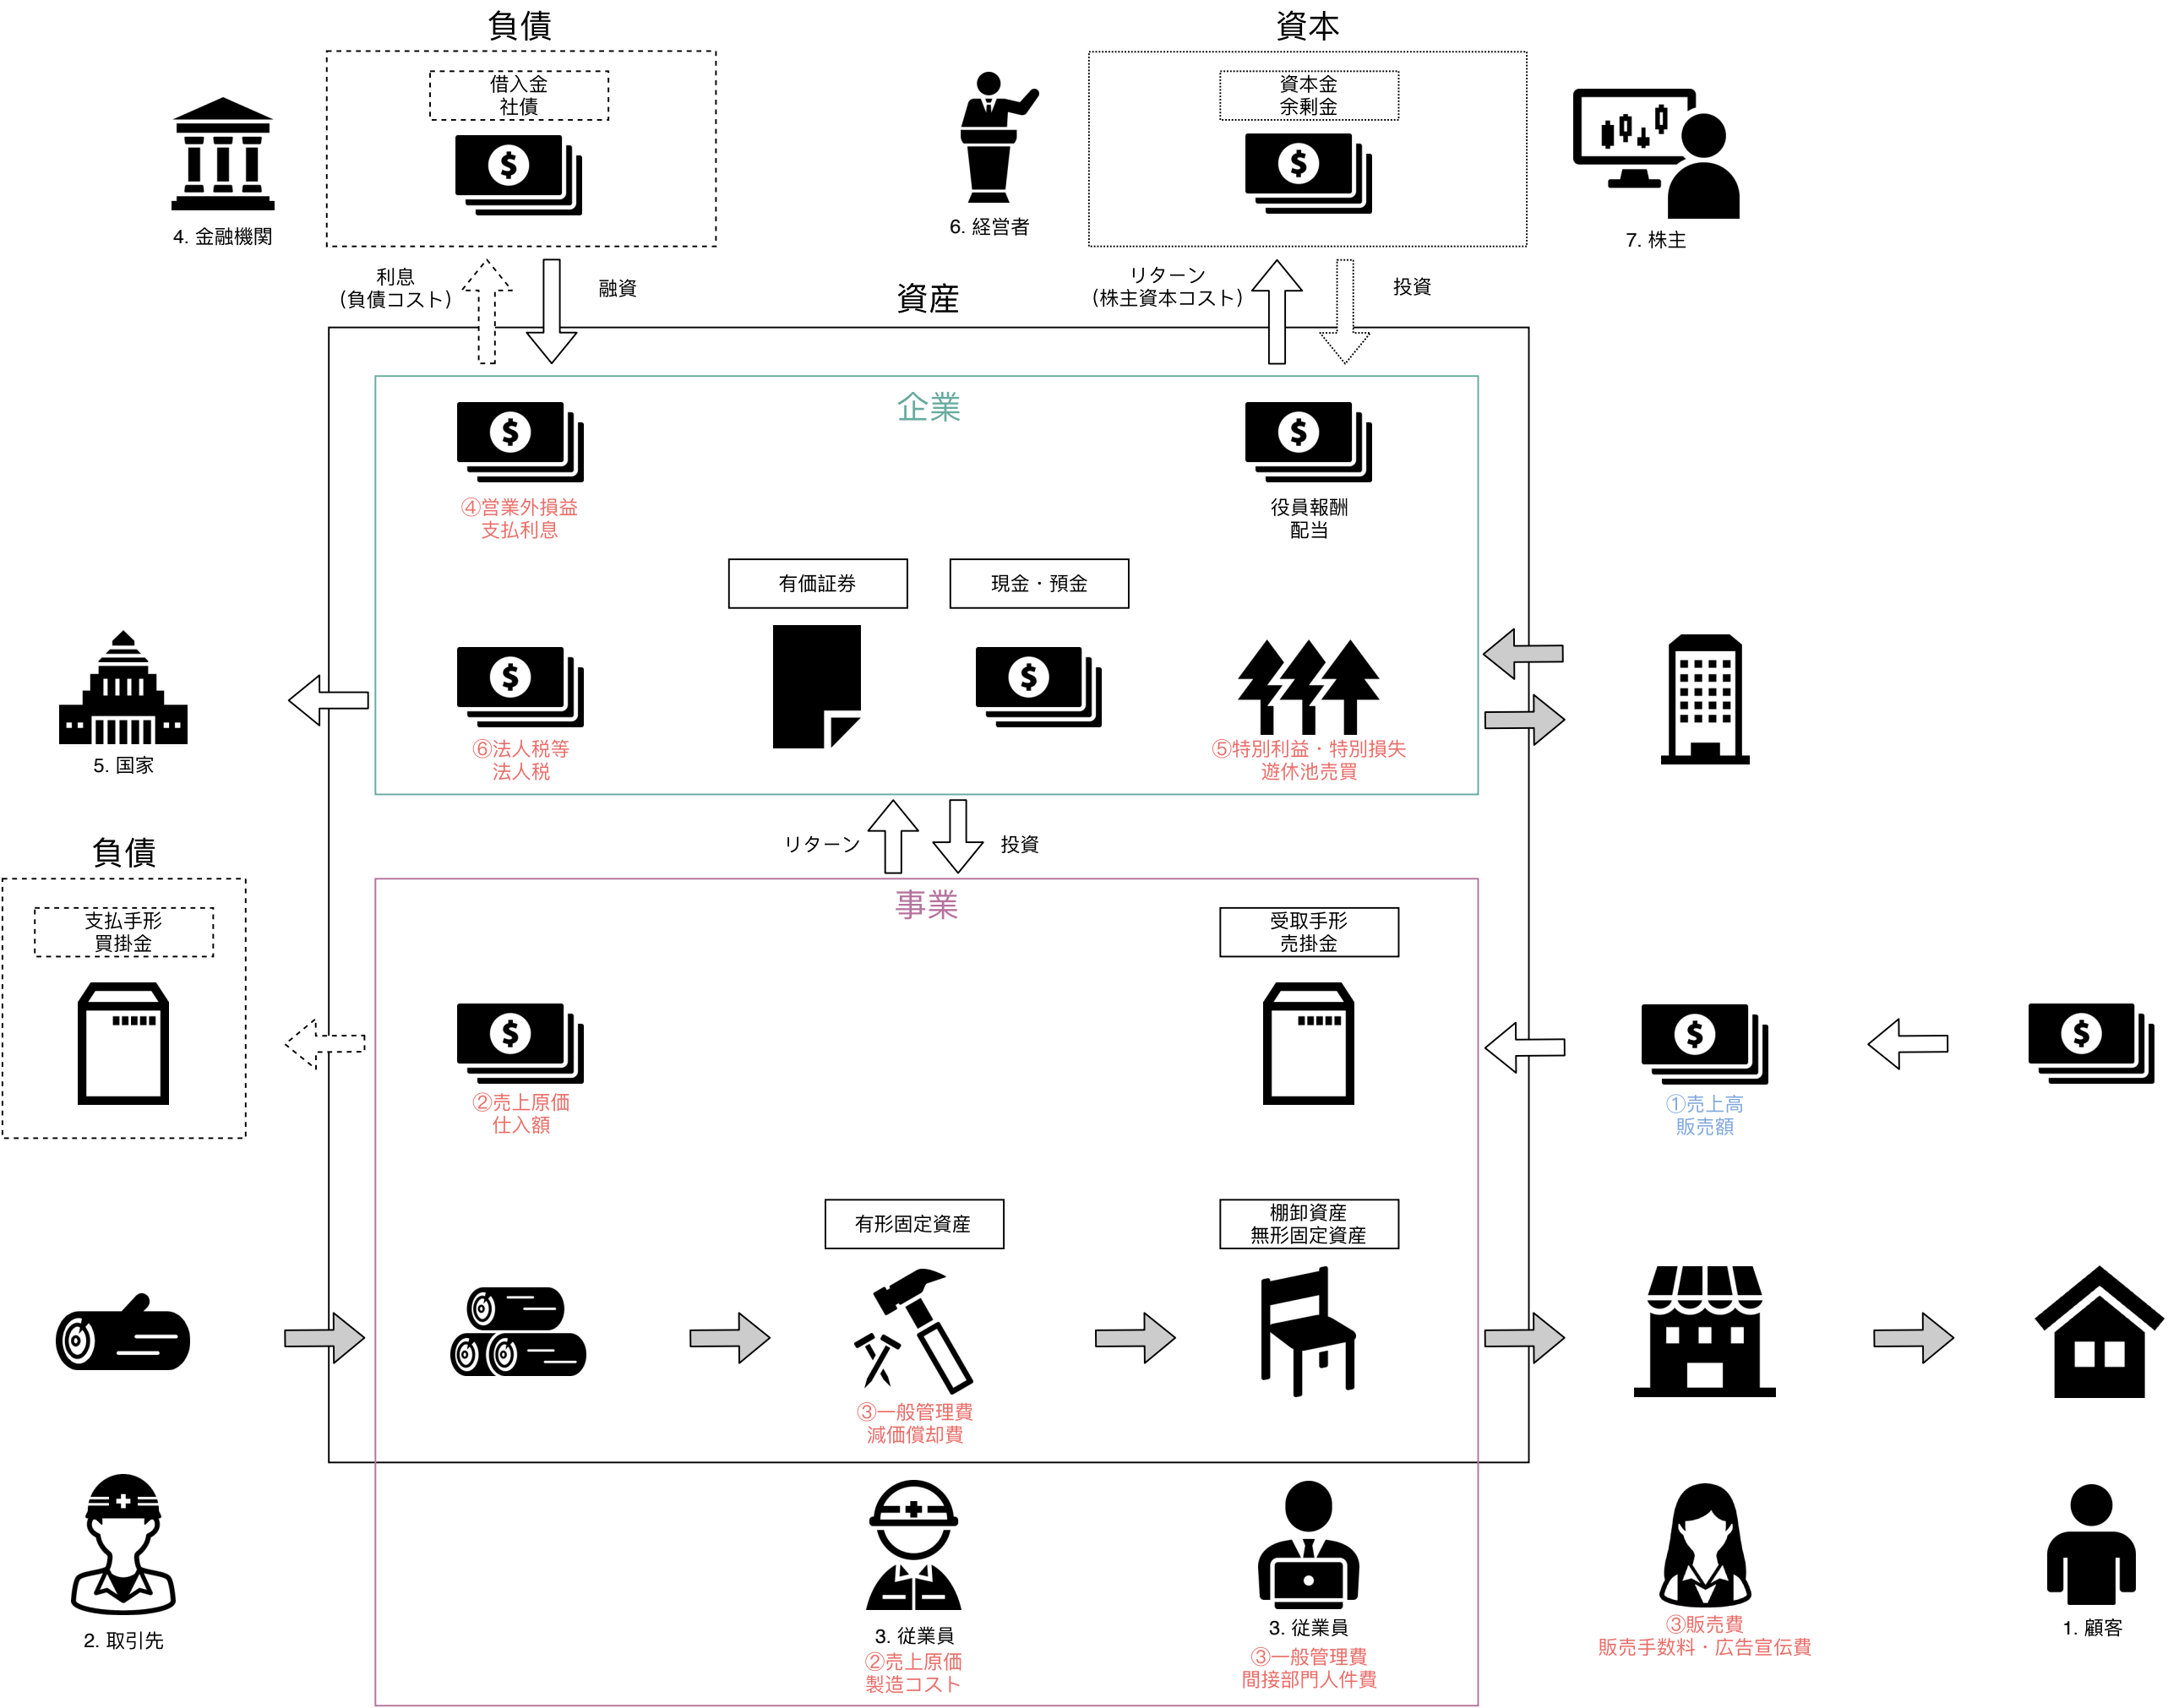 負債
資本
借入金
社債
資本金
余剰金
4. 金融機関
6. 経営者
7. 株主
利息
(負債コスト)
融資
資産
リターン
(株主資本コスト)
投資
企業
④営業外損益
支払利息
役員報酬
配当
有価証券
現金・預金
5. 国家
⑥法人税等
法人税
⑤特別利益・特別損失
遊休池売買
負債
リターン
投資
事業
支払手形
買掛金
受取手形
売掛金
②売上原価
仕入額
①売上高
販売額
有形固定資産
棚卸資産
無形固定資産
③一般管理費
減価償却費
2. 取引先
3. 従業員
②売上原価
製造コスト
3. 従業員
③一般管理費
間接部門人件費
③販売費
販売手数料・広告宣伝費
1. 顧客